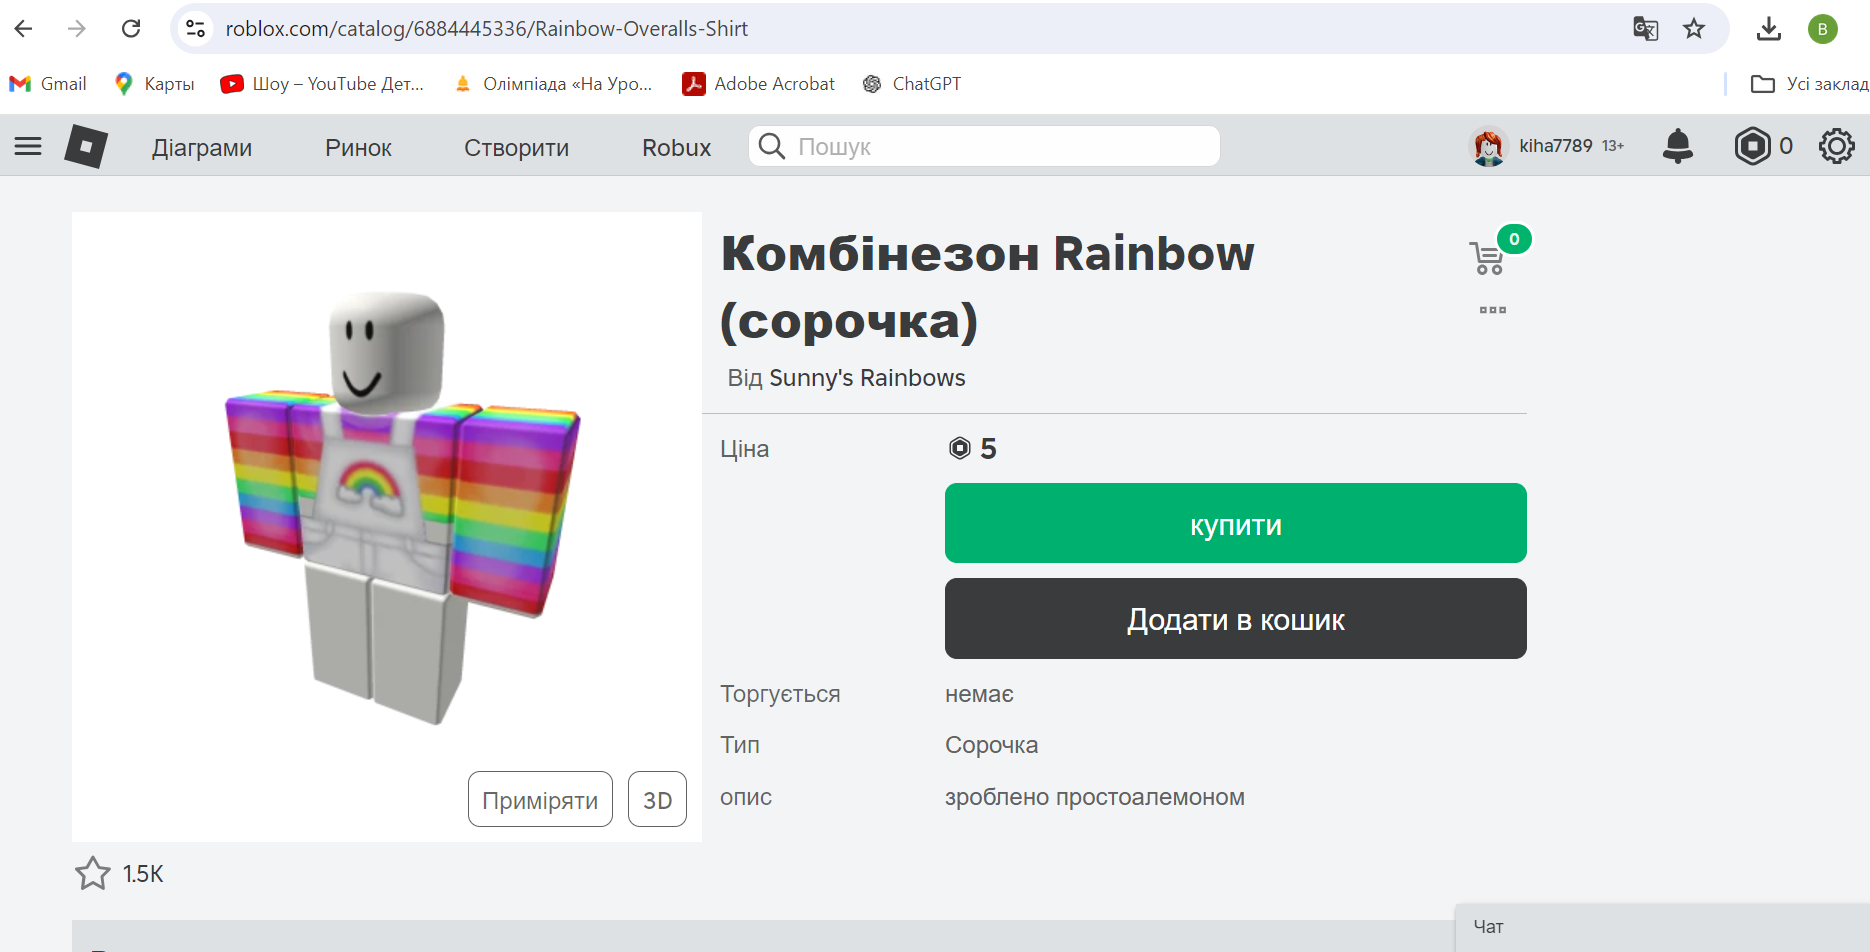 roblox.com/catalog/6884445336/Rainbow-Overalls-Shirt
B
Gmail
Карты
Шоу – YouTube Дет...
Олімпіада «На Уро...
Adobe Acrobat
ChatGPT
Усі заклад
Діаграми
Ринок
Створити
Robux
Пошук
kiha7789 13+
0
Комбінезон Rainbow
(сорочка)
0
Від Sunny's Rainbows
Ціна
5
купити
Додати в кошик
Торгується
немає
Тип
Сорочка
опис
зроблено простоалемоном
Приміряти
3D
1.5K
Чат